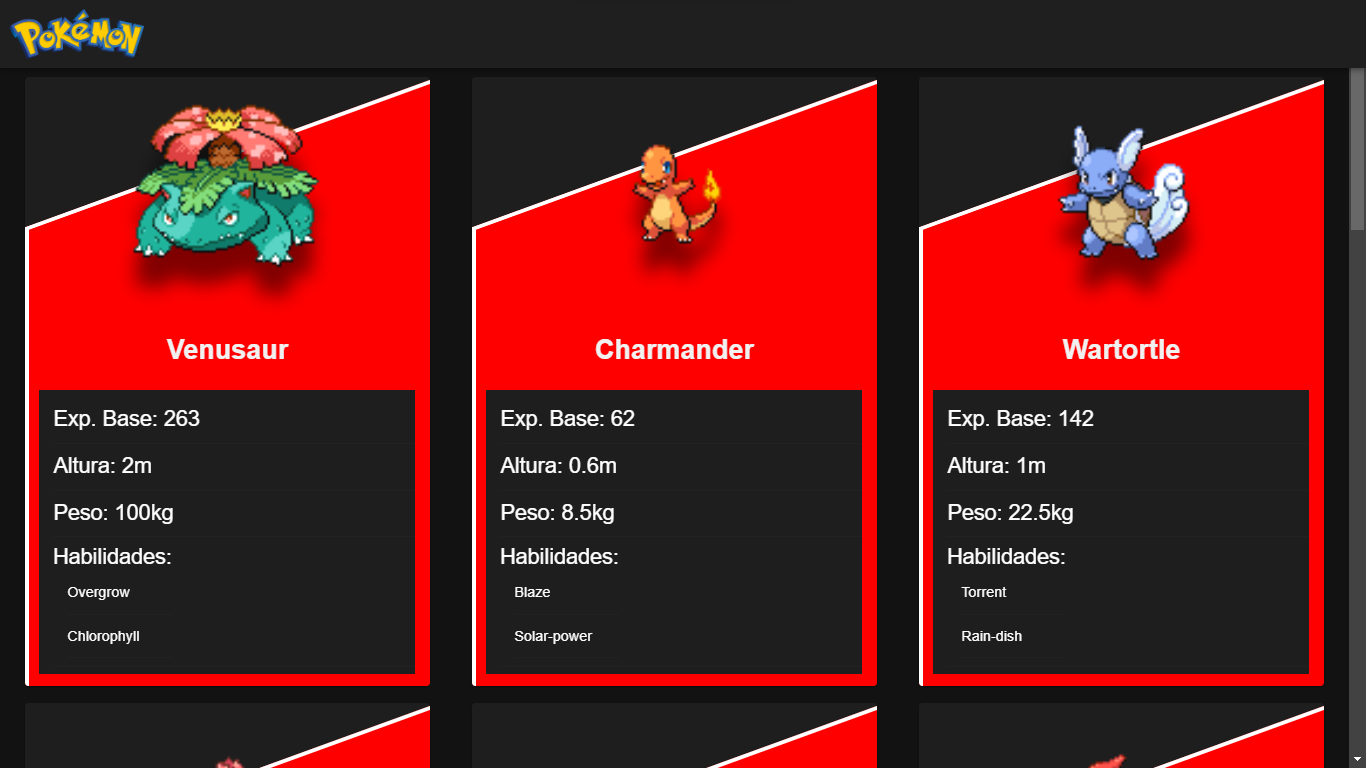 Pokémon
Venusaur
Exp. Base: 263
Altura: 2m
Peso: 100kg
Habilidades:
Overgrow
Chlorophyll
Charmander
Exp. Base: 62
Altura: 0.6m
Peso: 8.5kg
Habilidades:
Blaze
Solar-power
Wartortle
Exp. Base: 142
Altura: 1m
Peso: 22.5kg
Habilidades:
Torrent
Rain-dish